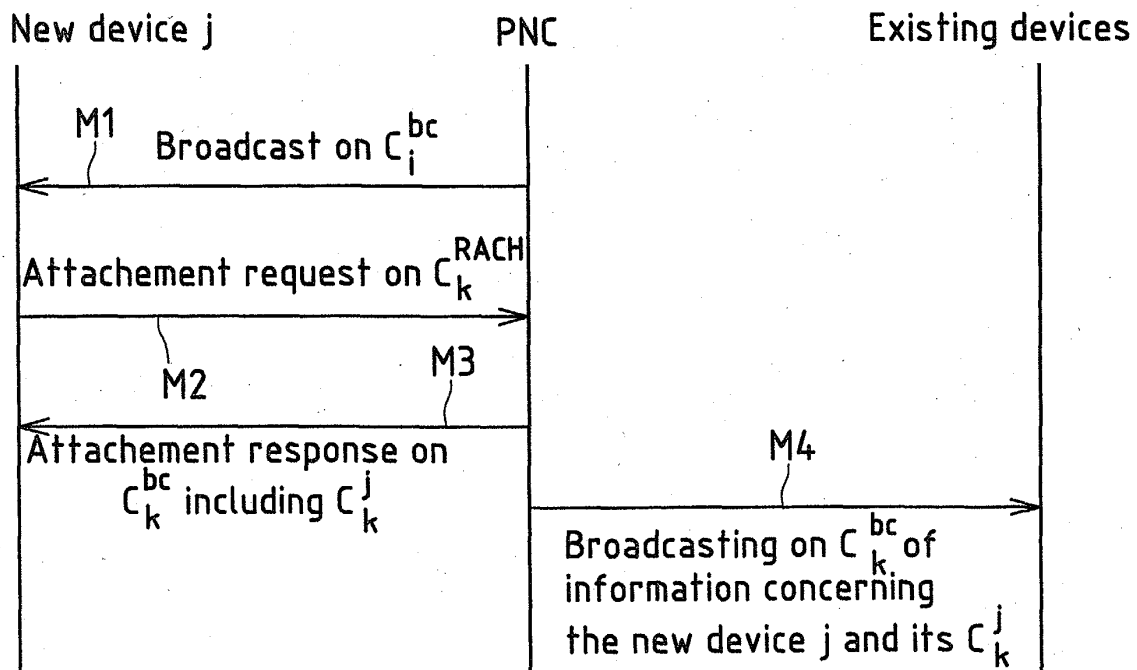 New device j
PNC
Existing devices
M1
Broadcast on C_i^bc
Attachement request on C_k^RACH
M2
M3
Attachement response on
C_k^bc including C_k^j
M4
Broadcasting on C_k^bc of
information concerning
the new device j and its C_k^j